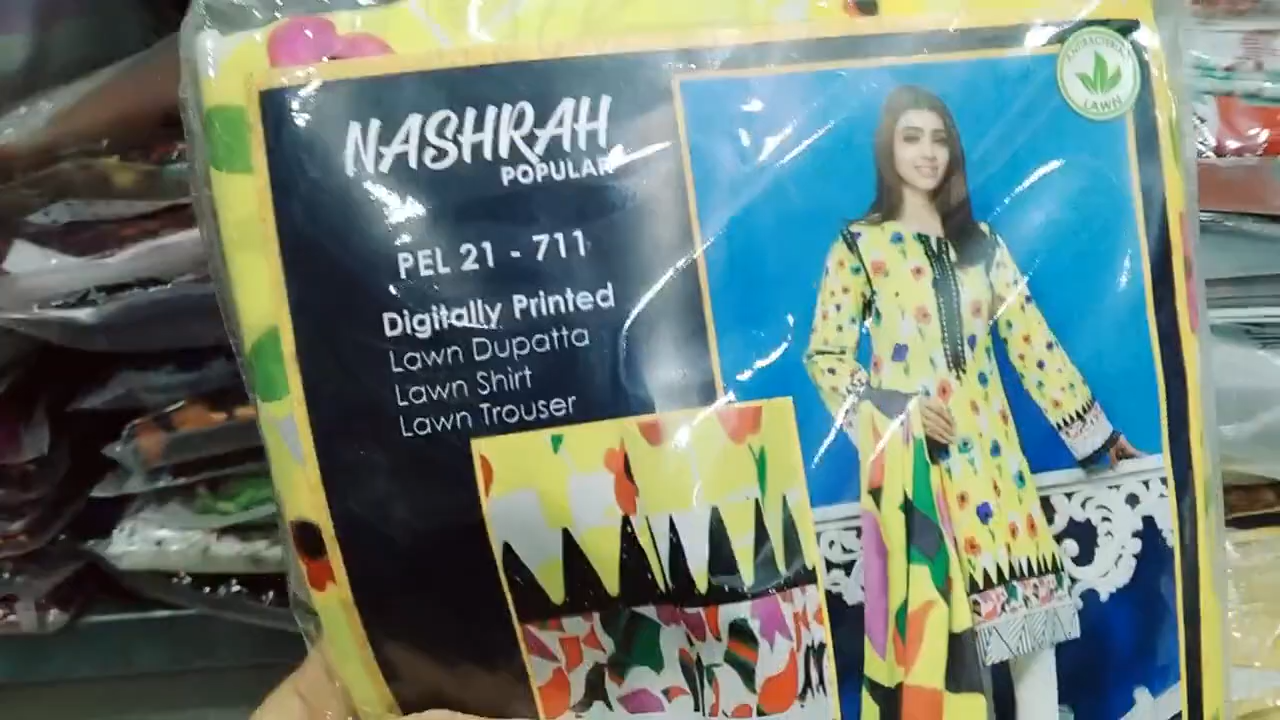 NASHRAH
POPULAR
PEL 21 - 711
Digitally Printed
Lawn Dupatta
Lawn Shirt
Lawn Trouser
LAWN